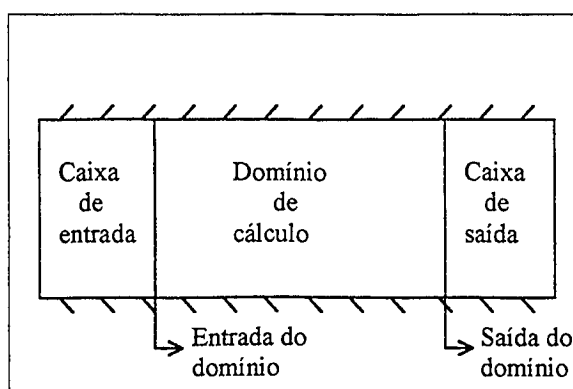 Caixa
de
entrada
Domínio
de
cálculo
Caixa
de
saída
Entrada do
domínio
Saída do
domínio